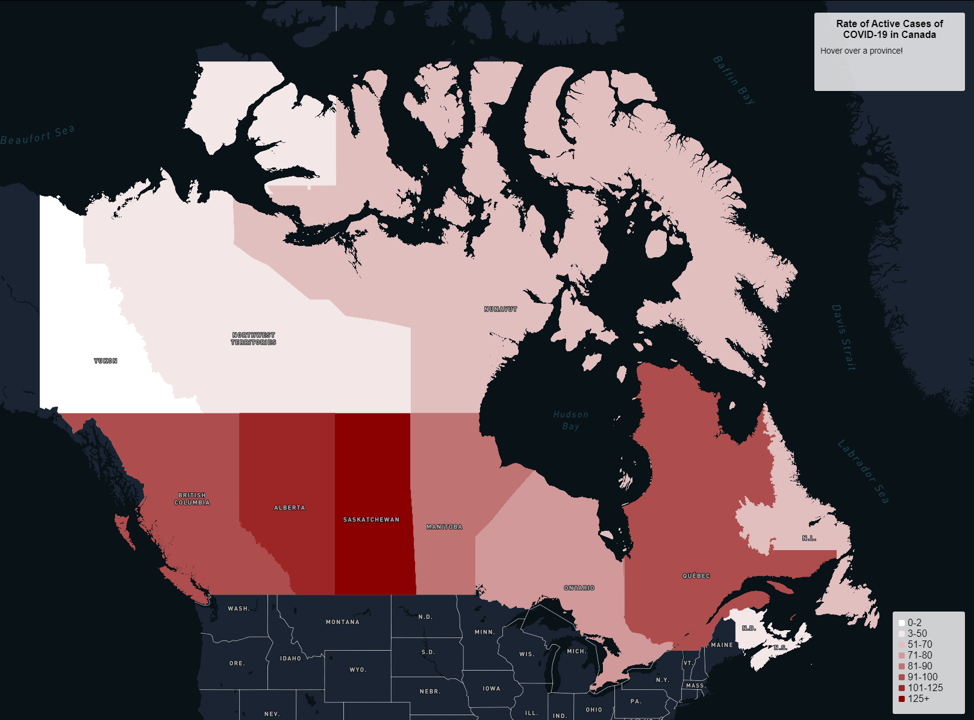 Rate of Active Cases of
COVID-19 in Canada
Hover over a province!
Baffin Bay
Beaufort Sea
Davis Strait
NUNAVUT
NORTHWEST
TERRITORIES
YUKON
Hudson
Bay
Labrador Sea
BRITISH
COLUMBIA
ALBERTA
SASKATCHEWAN
MANITOBA
N.L.
QUÉBEC
ONTARIO
WASH.
MONTANA
N.D.
MINN.
N.B.
N.S.
MAINE
ORE.
IDAHO
WYO.
S.D.
WIS.
MICH.
VT.
N.Y.
MASS.
NEBR.
IOWA
NEV.
ILL.
IND.
OHIO
PA.
0-2
3-50
51-70
71-80
81-90
91-100
101-125
125+